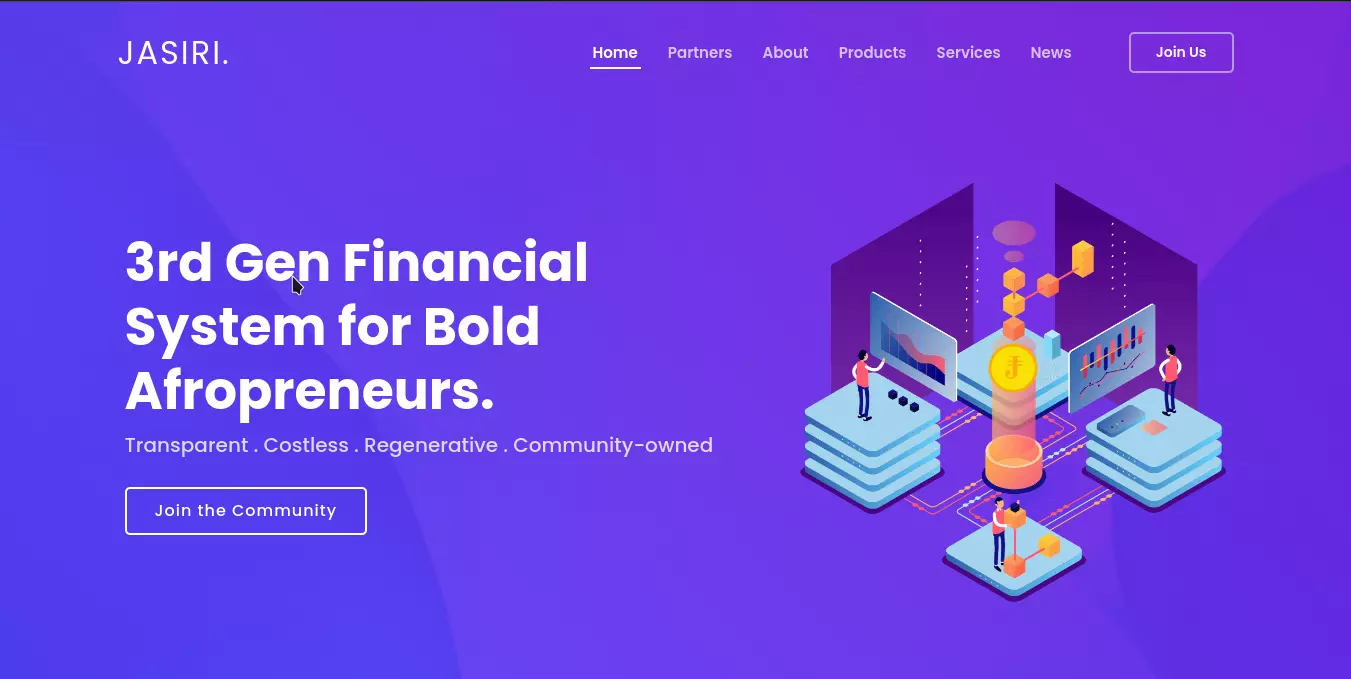 JASIRI.
Home Partners About Products Services News Join Us
3rd Gen Financial
System for Bold
Afropreneurs.
Transparent . Costless . Regenerative . Community-owned
Join the Community